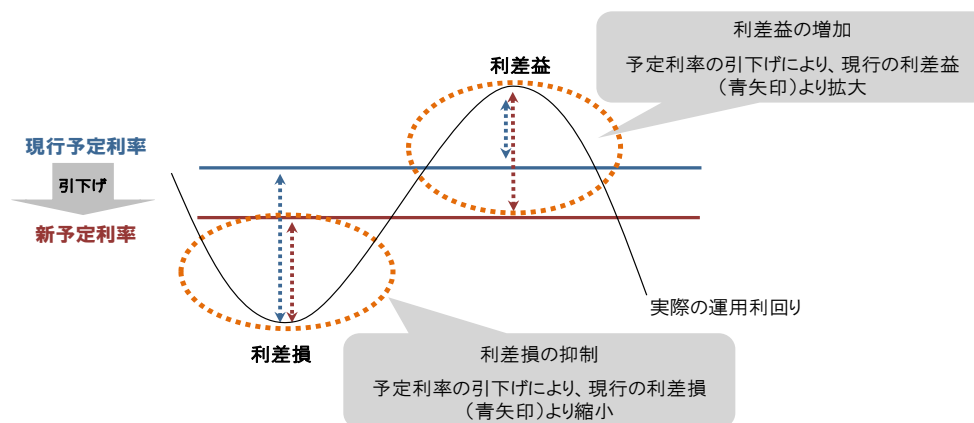 利差益の増加
予定利率の引下げにより、現行の利差益
（青矢印）より拡大
利差益
現行予定利率
引下げ
新予定利率
実際の運用利回り
利差損
利差損の抑制
予定利率の引下げにより、現行の利差損
（青矢印）より縮小